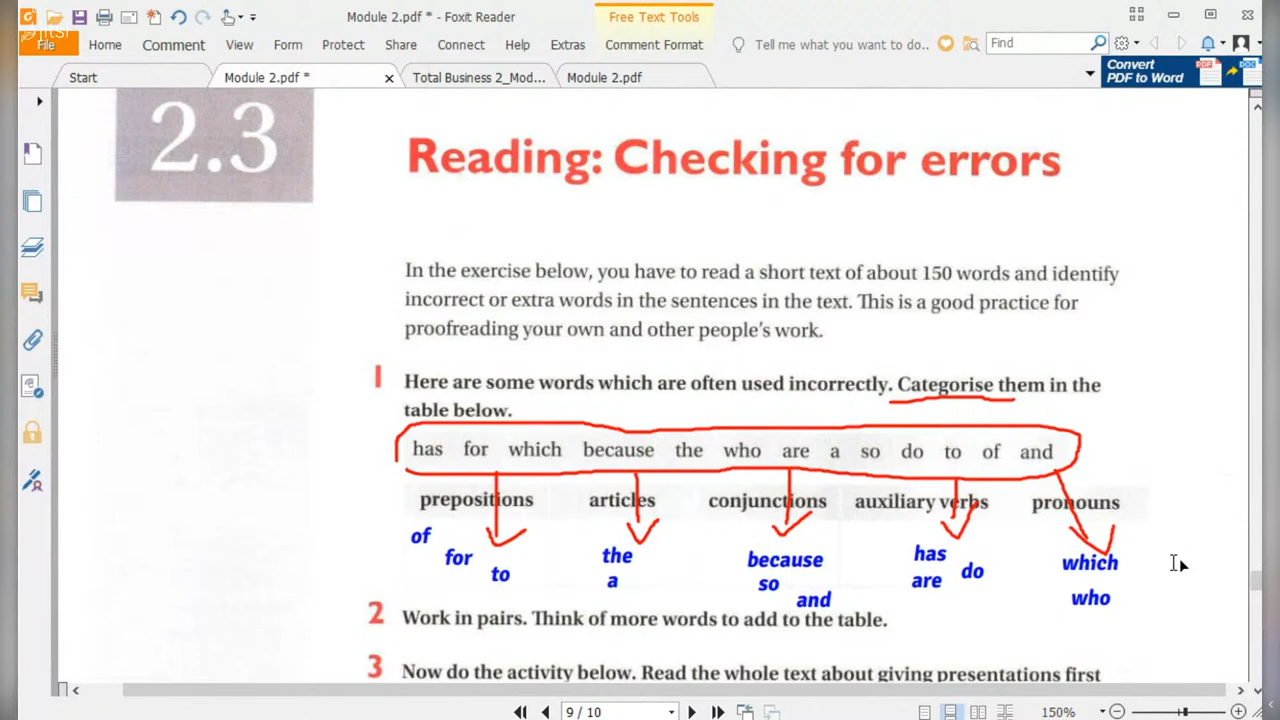 Module 2.pdf * - Foxit Reader
Free Text Tools
Jitsi
File Home Comment View Form Protect Share Connect Help Extras Comment Format Tell me what you want to do.. Find
Start Module 2.pdf * Total Business 2_Mod... Module 2.pdf
Convert
PDF to Word
2.3
Reading: Checking for errors
In the exercise below, you have to read a short text of about 150 words and identify
incorrect or extra words in the sentences in the text. This is a good practice for
proofreading your own and other people's work.
1 Here are some words which are often used incorrectly. Categorise them in the
table below.
has for which because the who are a so do to of and
prepositions articles conjunctions auxiliary verbs pronouns
of for to
the
a
because
so
and
has
are do
which
who
2 Work in pairs. Think of more words to add to the table.
3 Now do the activity below. Read the whole text about giving presentations first
9 / 10 150%